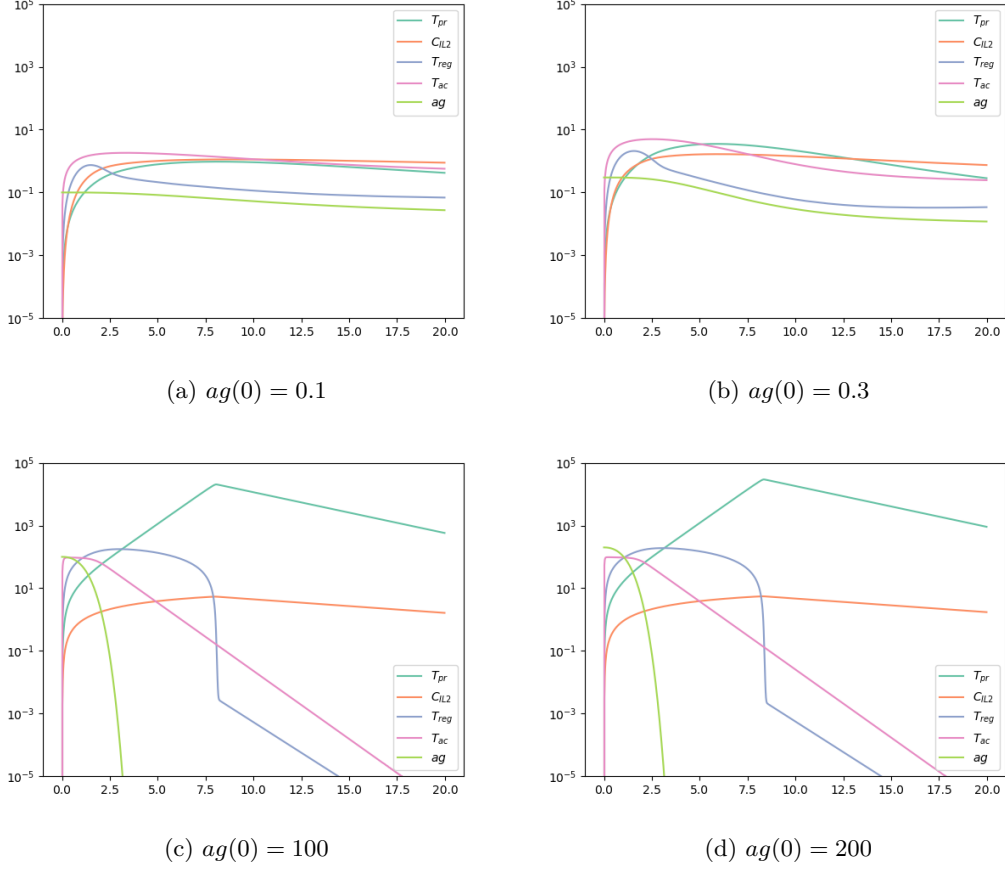 10^5
10^3
10^1
10^-1
10^-3
10^-5
0.0 2.5 5.0 7.5 10.0 12.5 15.0 17.5 20.0
T_pr
C_IL2
T_reg
T_ac
ag
(a) ag(0) = 0.1
10^5
10^3
10^1
10^-1
10^-3
10^-5
0.0 2.5 5.0 7.5 10.0 12.5 15.0 17.5 20.0
T_pr
C_IL2
T_reg
T_ac
ag
(b) ag(0) = 0.3
10^5
10^3
10^1
10^-1
10^-3
10^-5
0.0 2.5 5.0 7.5 10.0 12.5 15.0 17.5 20.0
T_pr
C_IL2
T_reg
T_ac
ag
(c) ag(0) = 100
10^5
10^3
10^1
10^-1
10^-3
10^-5
0.0 2.5 5.0 7.5 10.0 12.5 15.0 17.5 20.0
T_pr
C_IL2
T_reg
T_ac
ag
(d) ag(0) = 200